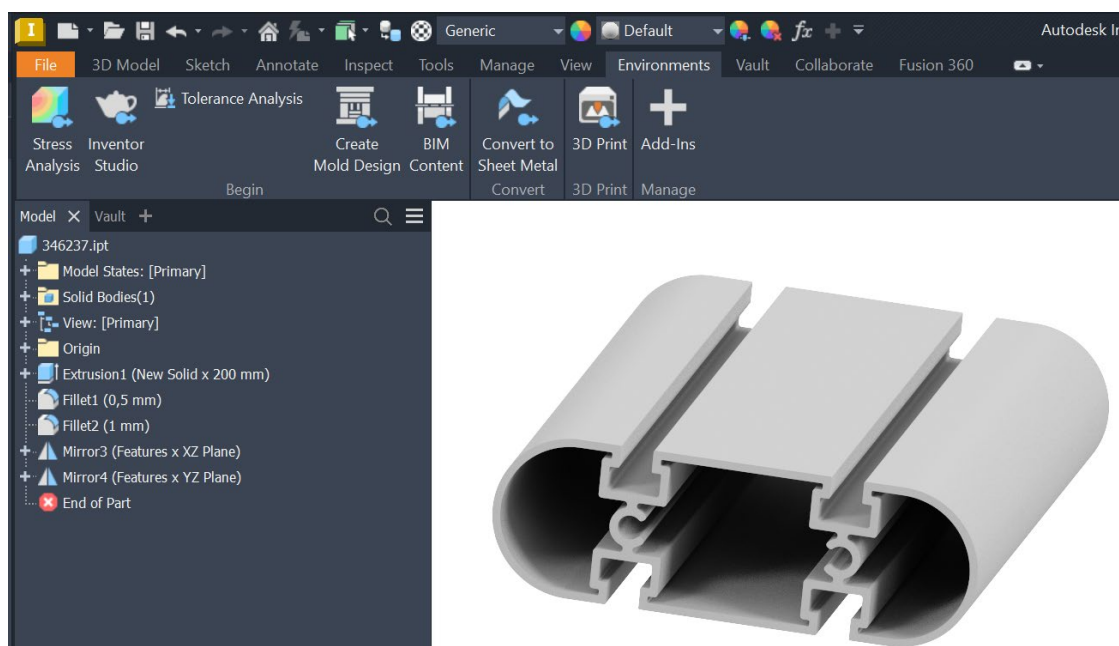 I Generic Default fx Autodesk In
File 3D Model Sketch Annotate Inspect Tools Manage View Environments Vault Collaborate Fusion 360
Stress Analysis
Inventor Studio
Tolerance Analysis
Create Mold Design
BIM Content
Convert to Sheet Metal
3D Print
Add-Ins
Begin Convert 3D Print Manage
Model Vault
346237.ipt
Model States: [Primary]
Solid Bodies(1)
View: [Primary]
Origin
Extrusion1 (New Solid x 200 mm)
Fillet1 (0,5 mm)
Fillet2 (1 mm)
Mirror3 (Features x XZ Plane)
Mirror4 (Features x YZ Plane)
End of Part